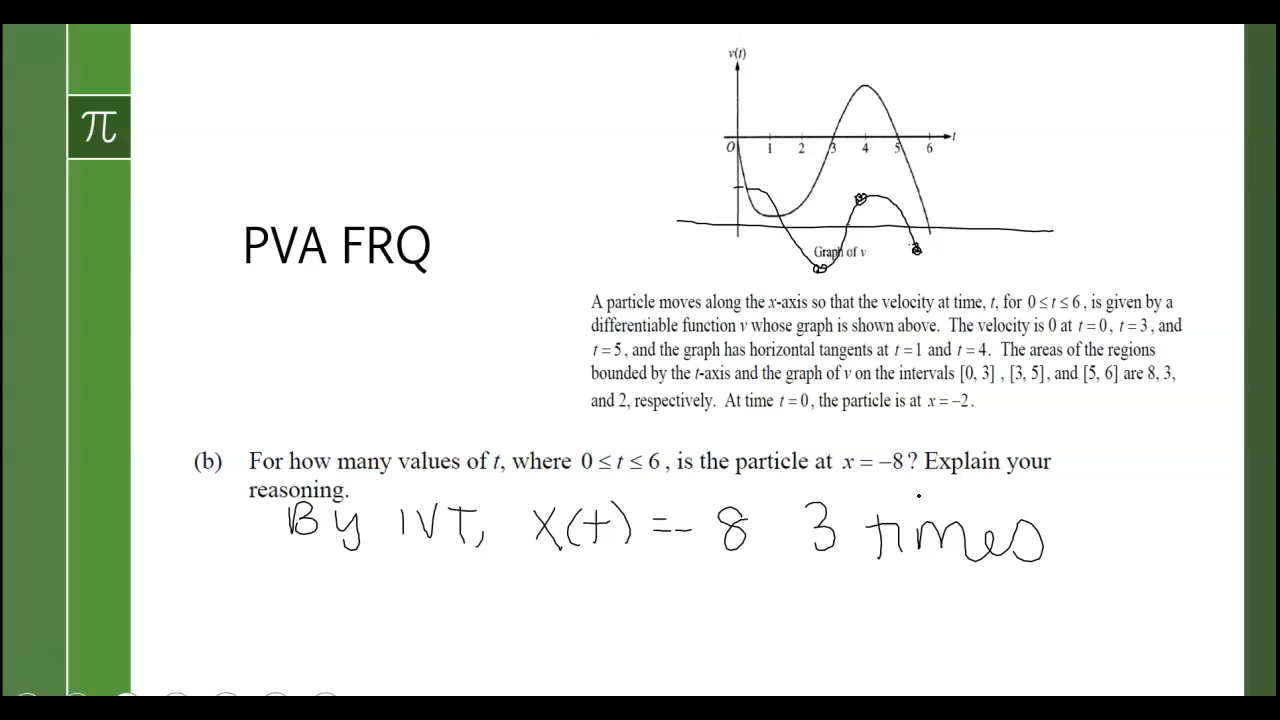 π
v(t)
O 1 2 3 4 5 6 t
Graph of v
PVA FRQ
A particle moves along the x-axis so that the velocity at time, t, for 0 ≤ t ≤ 6, is given by a
differentiable function v whose graph is shown above. The velocity is 0 at t = 0, t = 3, and
t = 5, and the graph has horizontal tangents at t = 1 and t = 4. The areas of the regions
bounded by the t-axis and the graph of v on the intervals [0, 3] , [3, 5], and [5, 6] are 8, 3,
and 2, respectively. At time t = 0, the particle is at x = −2.
(b) For how many values of t, where 0 ≤ t ≤ 6, is the particle at x = −8? Explain your
reasoning.
By IVT, x(t) = - 8 3 times